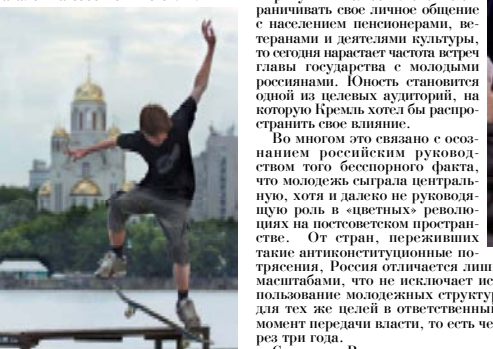 раничивать свое личное общение
с населением пенсионерами, ве-
теранами и деятелями культуры,
то сегодня нарастает частота встреч
главы государства с молодыми
россиянами. Юность становится
одной из целевых аудиторий, на
которую Кремль хотел бы распро-
странить свое влияние.
Во многом это связано с осоз-
нанием российским руковод-
ством того бесспорного факта,
что молодежь сыграла централь-
ную, хотя и далеко не руководя-
щую роль в «цветных» револю-
циях на постсоветском простран-
стве. От стран, переживших
такие антиконституционные по-
трясения, Россия отличается лиш
масштабами, что не исключает ис
пользование молодежных структур
для тех же целей в ответственны
момент передачи власти, то есть че
рез три года.